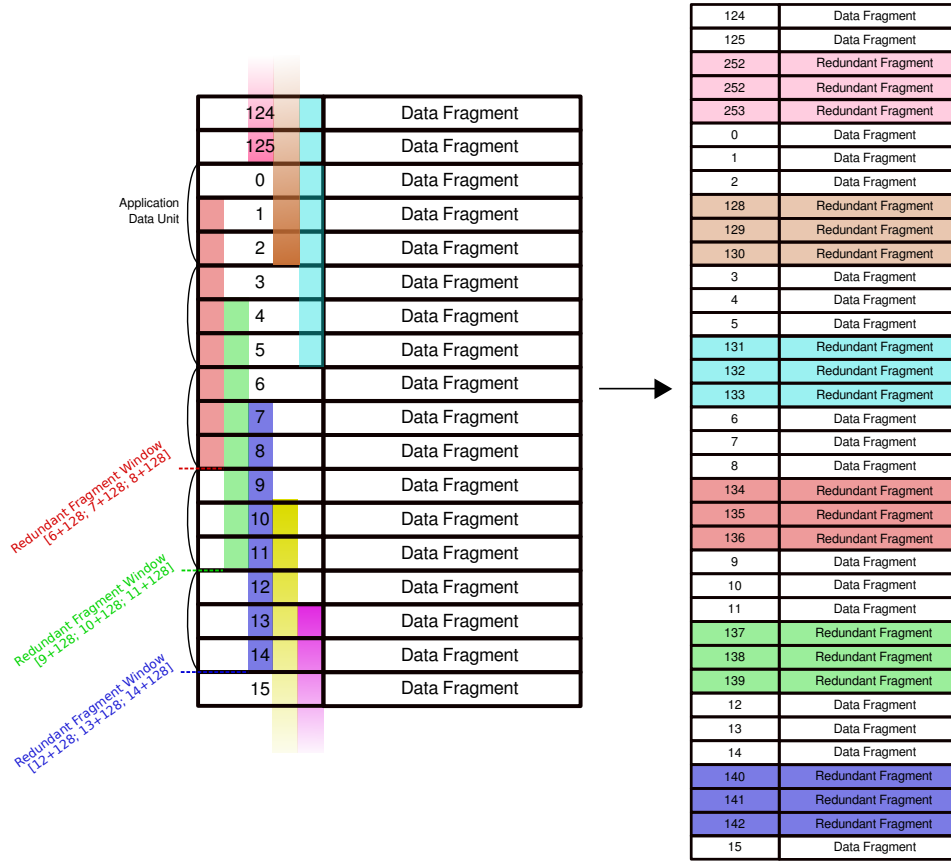 124 Data Fragment
125 Data Fragment
0 Data Fragment
1 Data Fragment
2 Data Fragment
3 Data Fragment
4 Data Fragment
5 Data Fragment
6 Data Fragment
7 Data Fragment
8 Data Fragment
9 Data Fragment
10 Data Fragment
11 Data Fragment
12 Data Fragment
13 Data Fragment
14 Data Fragment
15 Data Fragment
Application
Data Unit
Redundant Fragment Window
[6+128; 7+128; 8+128]
Redundant Fragment Window
[9+128; 10+128; 11+128]
Redundant Fragment Window
[12+128; 13+128; 14+128]
124 Data Fragment
125 Data Fragment
252 Redundant Fragment
252 Redundant Fragment
253 Redundant Fragment
0 Data Fragment
1 Data Fragment
2 Data Fragment
128 Redundant Fragment
129 Redundant Fragment
130 Redundant Fragment
3 Data Fragment
4 Data Fragment
5 Data Fragment
131 Redundant Fragment
132 Redundant Fragment
133 Redundant Fragment
6 Data Fragment
7 Data Fragment
8 Data Fragment
134 Redundant Fragment
135 Redundant Fragment
136 Redundant Fragment
9 Data Fragment
10 Data Fragment
11 Data Fragment
137 Redundant Fragment
138 Redundant Fragment
139 Redundant Fragment
12 Data Fragment
13 Data Fragment
14 Data Fragment
140 Redundant Fragment
141 Redundant Fragment
142 Redundant Fragment
15 Data Fragment